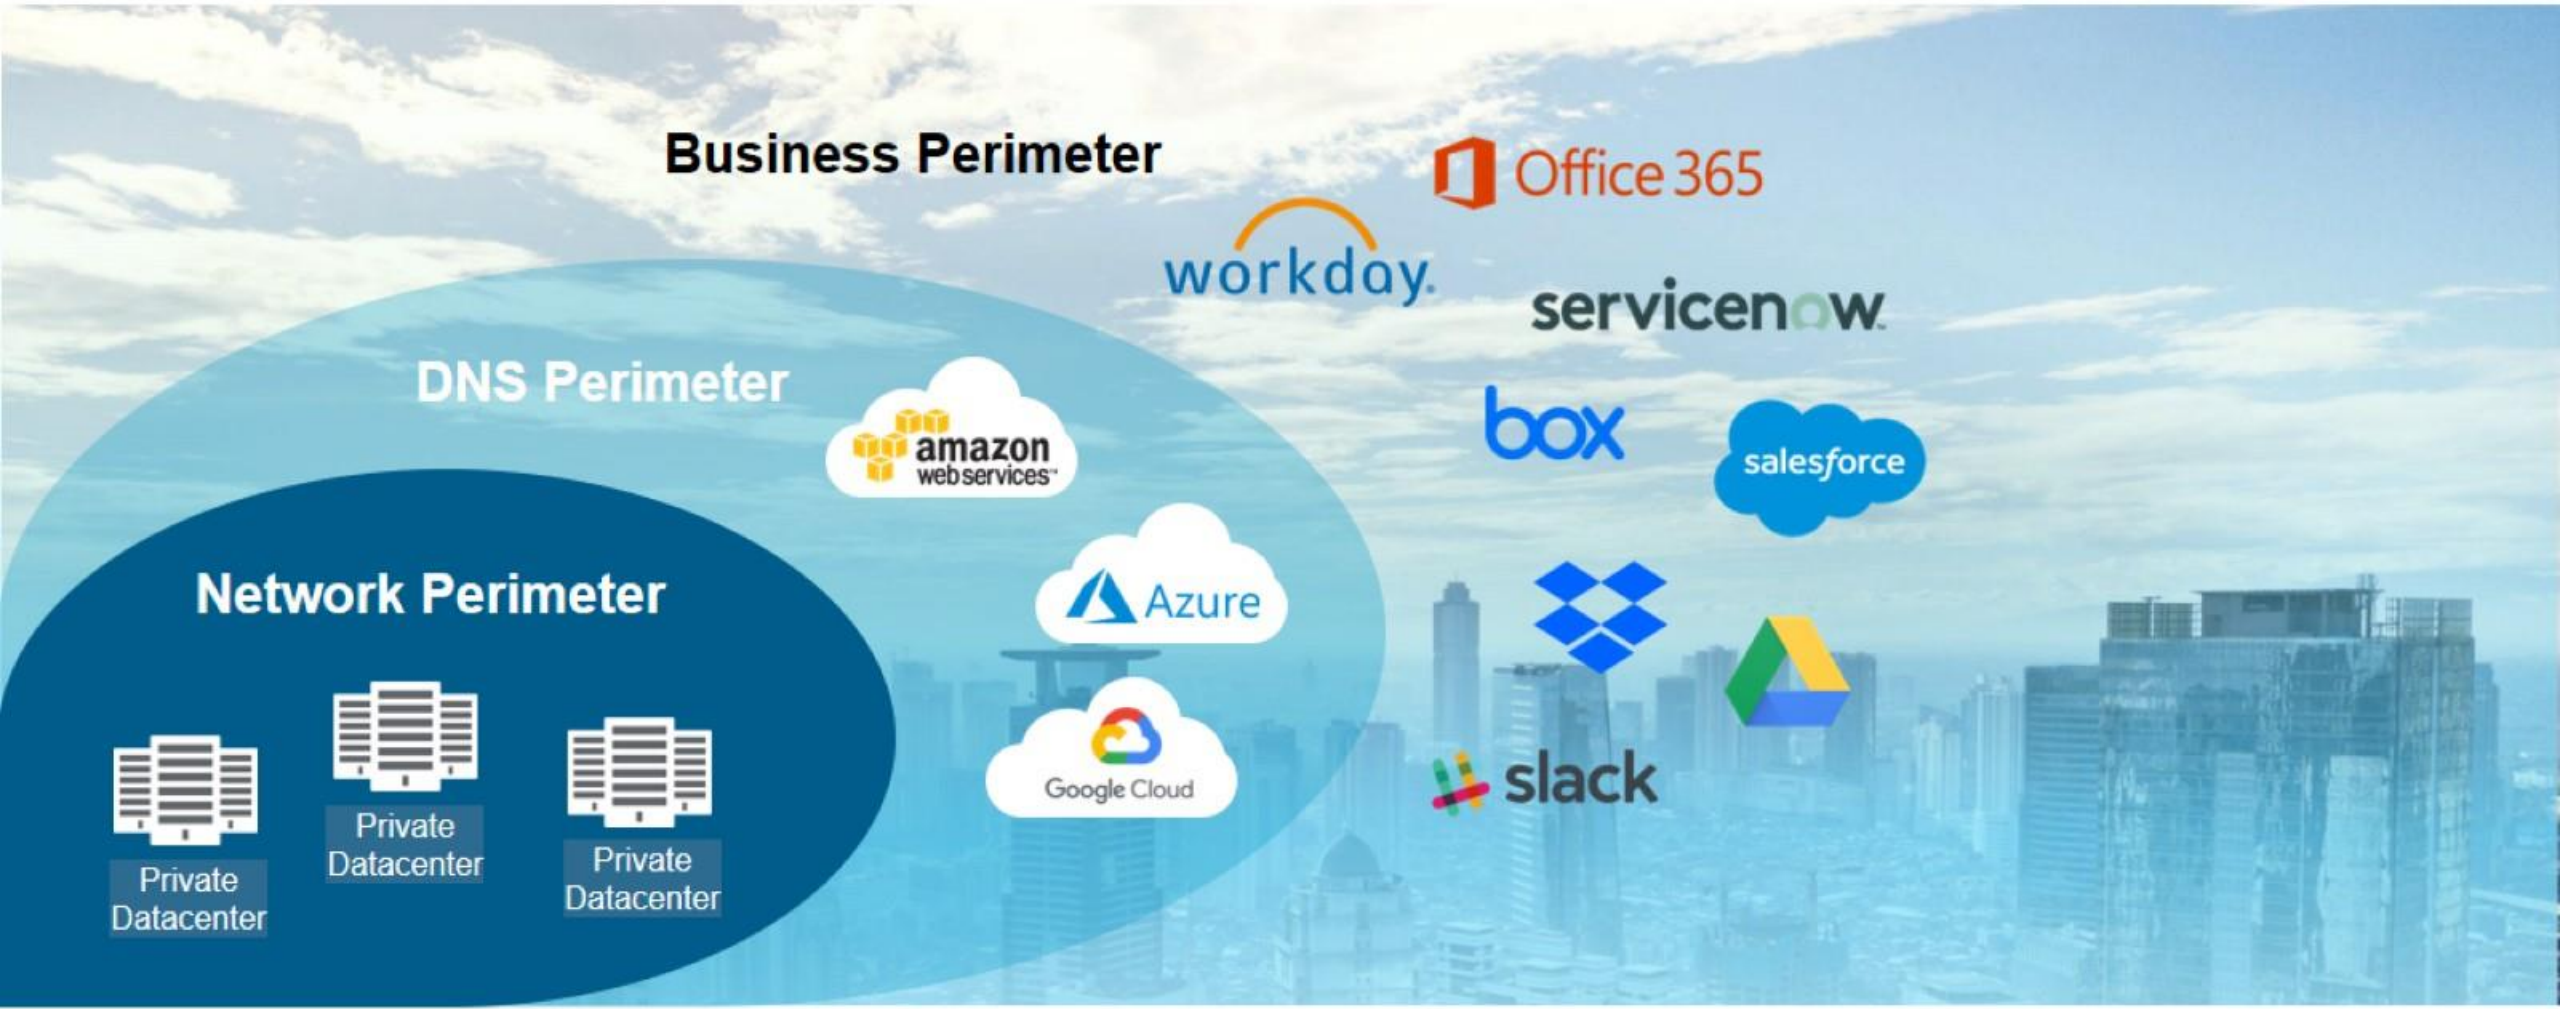 Business Perimeter
Office 365
workday.
servicenow.
DNS Perimeter
amazon
web services™
box
salesforce
Network Perimeter
Azure
Google Cloud
slack
Private
Datacenter
Private
Datacenter
Private
Datacenter